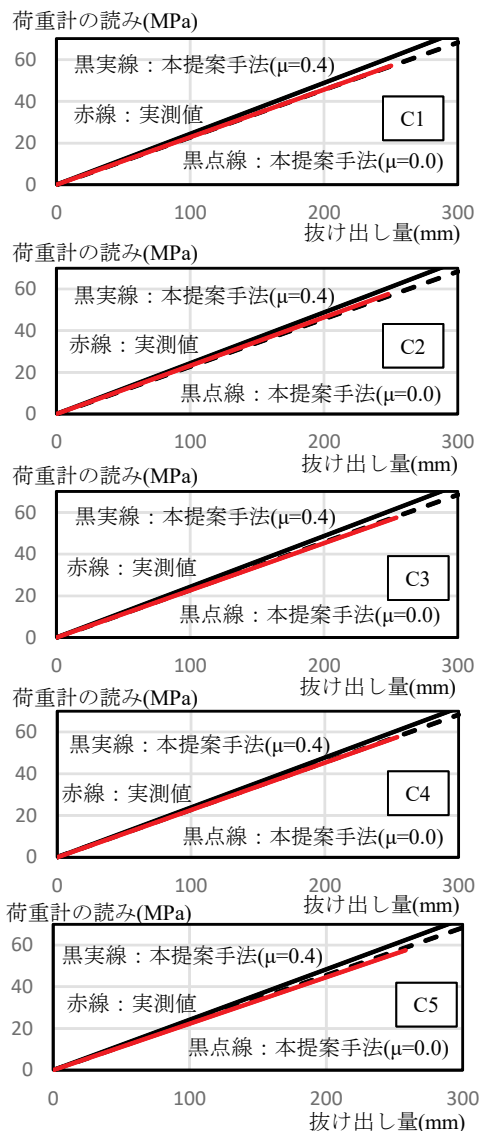 荷重計の読み(MPa)
60
黒実線：本提案手法(μ=0.4)
40
赤線：実測値
C1
20
黒点線：本提案手法(μ=0.0)
0
0 100 200 300
抜け出し量(mm)
荷重計の読み(MPa)
60
黒実線：本提案手法(μ=0.4)
40
赤線：実測値
C2
20
黒点線：本提案手法(μ=0.0)
0
0 100 200 300
抜け出し量(mm)
荷重計の読み(MPa)
60
黒実線：本提案手法(μ=0.4)
40
赤線：実測値
C3
20
黒点線：本提案手法(μ=0.0)
0
0 100 200 300
抜け出し量(mm)
荷重計の読み(MPa)
60
黒実線：本提案手法(μ=0.4)
40
赤線：実測値
C4
20
黒点線：本提案手法(μ=0.0)
0
0 100 200 300
抜け出し量(mm)
荷重計の読み(MPa)
60
黒実線：本提案手法(μ=0.4)
40
赤線：実測値
C5
20
黒点線：本提案手法(μ=0.0)
0
0 100 200 300
抜け出し量(mm)